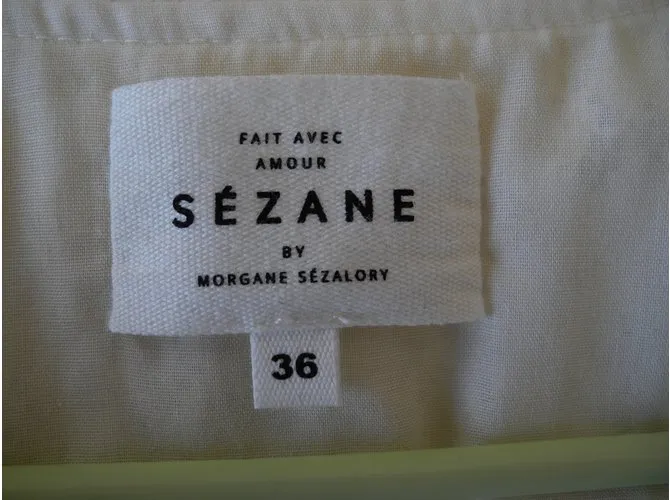 FAIT AVEC
AMOUR
SÉZANE
BY
MORGANE SÉZALORY
36